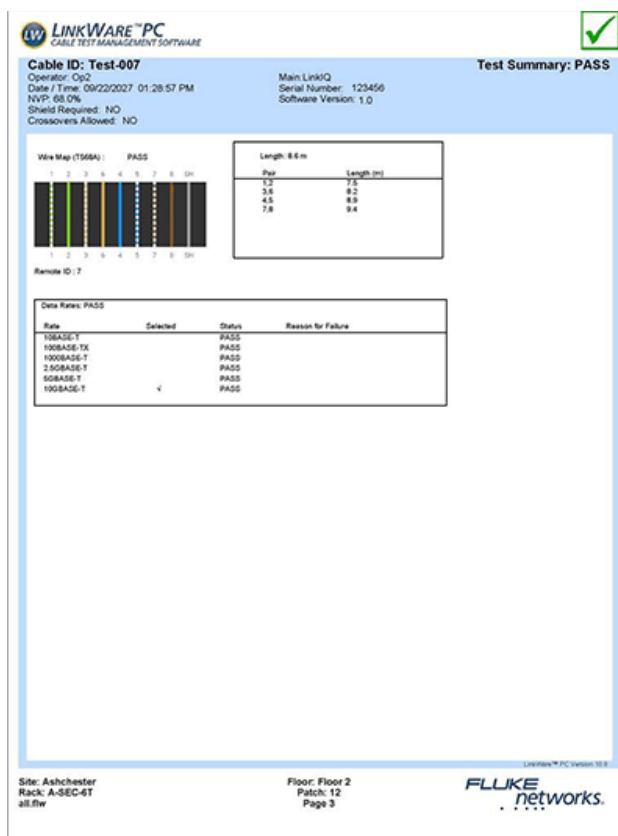 LW LINKWARE™PC
CABLE TEST MANAGEMENT SOFTWARE
Cable ID: Test-007
Test Summary: PASS
Operator: Op2
Date / Time: 09/22/2027 01:28:57 PM
NVP: 68.0%
Shield Required: NO
Crossovers Allowed: NO
Main:LinkIQ
Serial Number: 123456
Software Version: 1.0
Wire Map (T568A) : PASS
1 2 3 6 4 5 7 8 SH
1 2 3 6 4 5 7 8 SH
Remote ID : 7
Length: 8.6 m
Pair Length (m)
1,2 7.5
3,6 8.2
4,5 8.9
7,8 9.4
Data Rates: PASS
Rate Selected Status Reason for Failure
10BASE-T PASS
100BASE-TX PASS
1000BASE-T PASS
2.5GBASE-T PASS
5GBASE-T PASS
10GBASE-T √ PASS
LinkWare™ PC Version 10.8
Site: Ashchester
Rack: A-SEC-6T
all.flw
Floor: Floor 2
Patch: 12
Page 3
FLUKE
networks.